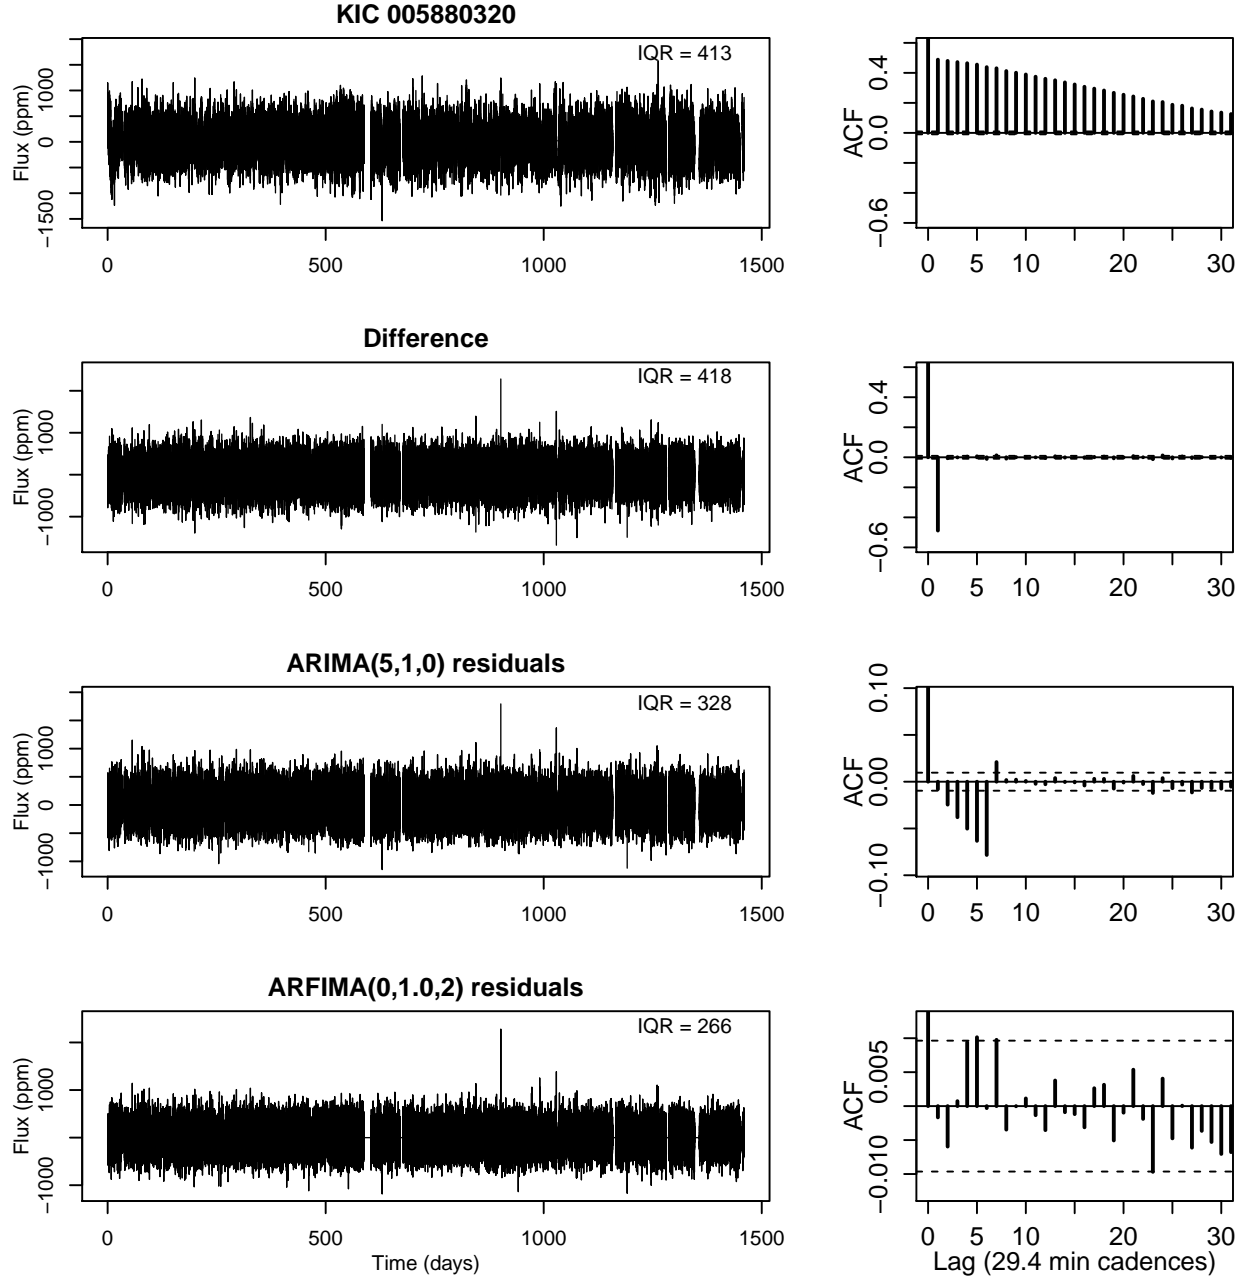 KIC 005880320
IQR = 413
Flux (ppm)
−1500 0 1000
0 500 1000 1500
ACF
−0.6 0.0 0.4
0 5 10 20 30
Difference
IQR = 418
Flux (ppm)
−1000 1000
0 500 1000 1500
ACF
−0.6 0.0 0.4
0 5 10 20 30
ARIMA(5,1,0) residuals
IQR = 328
Flux (ppm)
−1000 0 1000
0 500 1000 1500
ACF
−0.10 0.00 0.10
0 5 10 20 30
ARFIMA(0,1.0,2) residuals
IQR = 266
Flux (ppm)
−1000 1000
0 500 1000 1500
Time (days)
ACF
−0.010 0.005
0 5 10 20 30
Lag (29.4 min cadences)